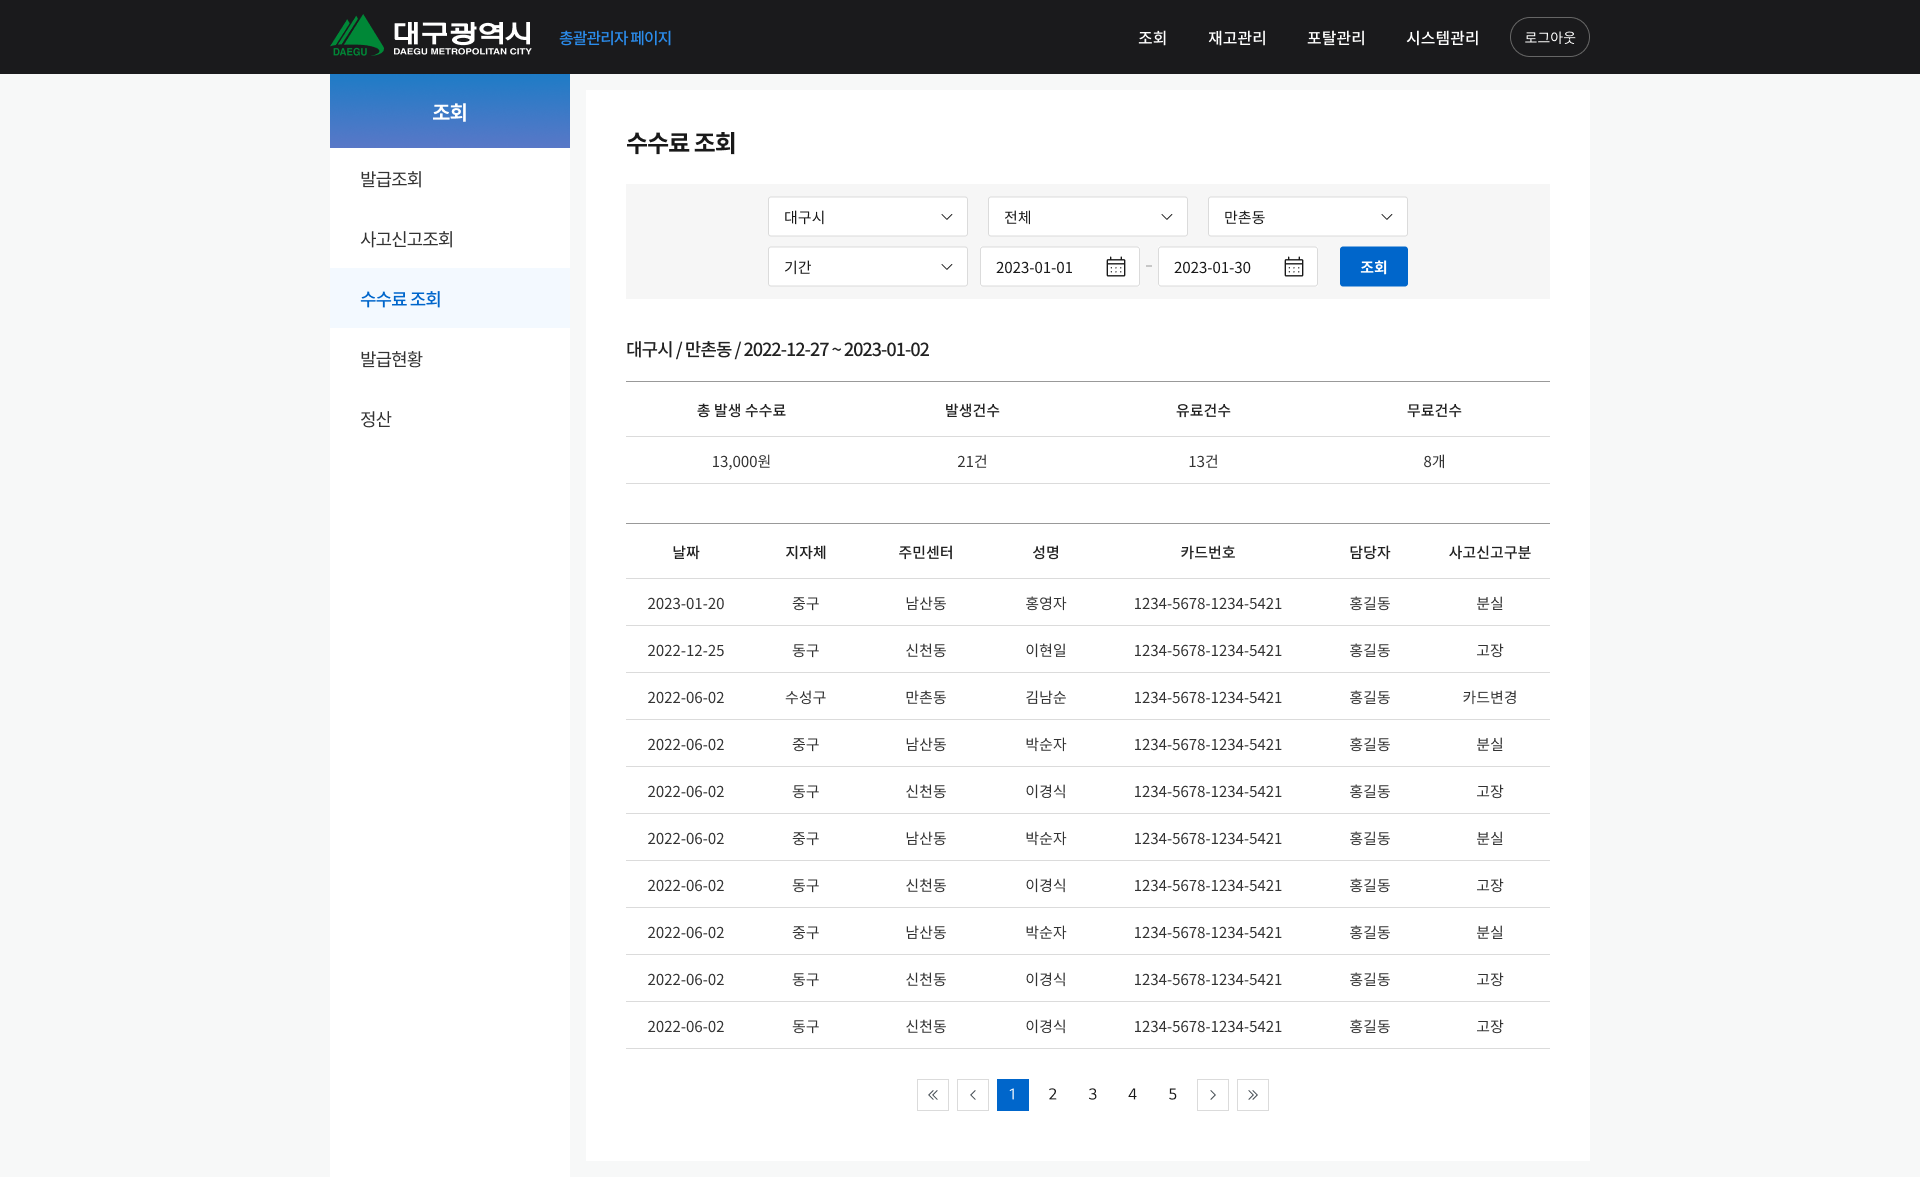 DAEGU
대구광역시
DAEGU METROPOLITAN CITY
총괄관리자 페이지
조회 재고관리 포탈관리 시스템관리 로그아웃
조회
발급조회
사고신고조회
수수료 조회
발급현황
정산
수수료 조회
대구시 전체 만촌동
기간 2023-01-01 - 2023-01-30 조회
대구시 / 만촌동 / 2022-12-27 ~ 2023-01-02
총 발생 수수료 발생건수 유료건수 무료건수
13,000원 21건 13건 8개
날짜 지자체 주민센터 성명 카드번호 담당자 사고신고구분
2023-01-20 중구 남산동 홍영자 1234-5678-1234-5421 홍길동 분실
2022-12-25 동구 신천동 이현일 1234-5678-1234-5421 홍길동 고장
2022-06-02 수성구 만촌동 김남순 1234-5678-1234-5421 홍길동 카드변경
2022-06-02 중구 남산동 박순자 1234-5678-1234-5421 홍길동 분실
2022-06-02 동구 신천동 이경식 1234-5678-1234-5421 홍길동 고장
2022-06-02 중구 남산동 박순자 1234-5678-1234-5421 홍길동 분실
2022-06-02 동구 신천동 이경식 1234-5678-1234-5421 홍길동 고장
2022-06-02 중구 남산동 박순자 1234-5678-1234-5421 홍길동 분실
2022-06-02 동구 신천동 이경식 1234-5678-1234-5421 홍길동 고장
2022-06-02 동구 신천동 이경식 1234-5678-1234-5421 홍길동 고장
1 2 3 4 5